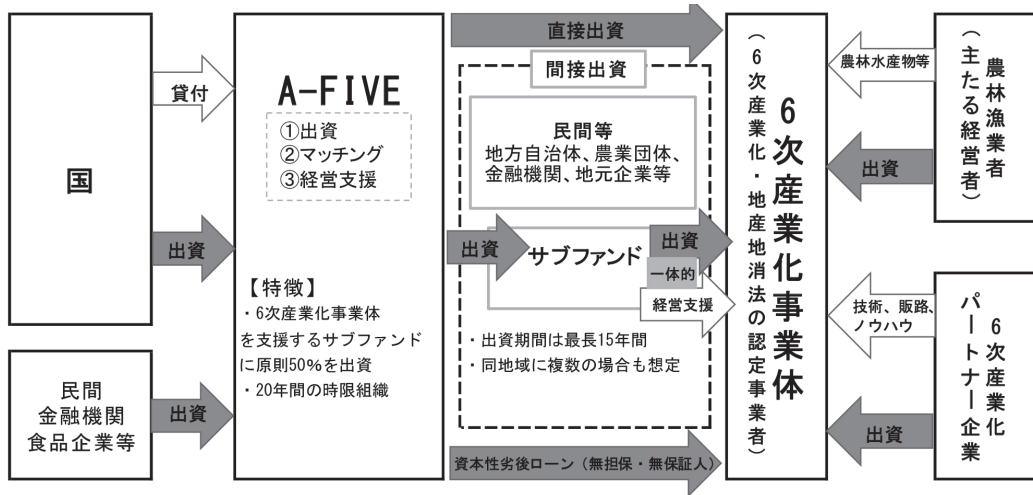 国
貸付
出資
民間
金融機関
食品企業等
出資
A-FIVE
①出資
②マッチング
③経営支援
【特徴】
・6次産業化事業体
を支援するサブファンド
に原則50%を出資
・20年間の時限組織
直接出資
間接出資
民間等
地方自治体、農業団体、
金融機関、地元企業等
出資
サブファンド
出資
一体的
経営支援
・出資期間は最長15年間
・同地域に複数の場合も想定
資本性劣後ローン（無担保・無保証人）
6次産業化事業体
（6次産業化・地産地消法の認定事業者）
農林水産物等
出資
農林漁業者
（主たる経営者）
技術、販路、
ノウハウ
出資
6次産業化
パートナー企業